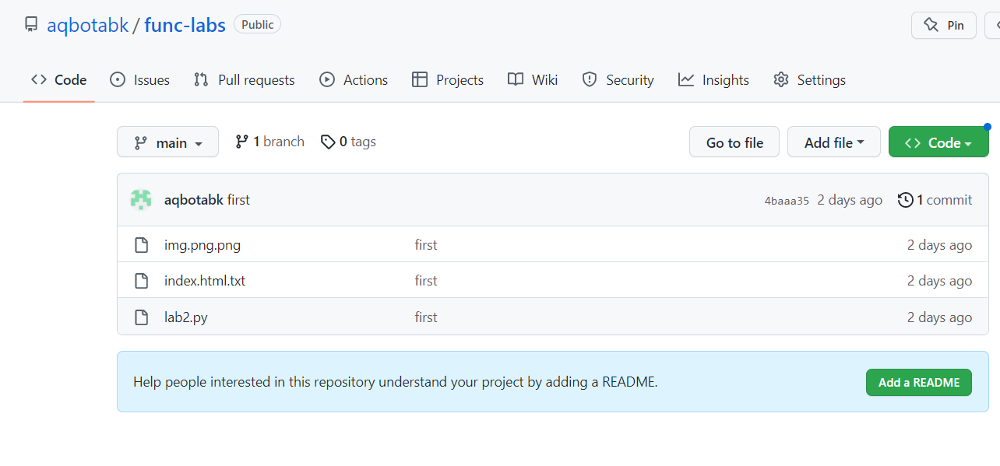 aqbotabk / func-labs Public Pin
Code Issues Pull requests Actions Projects Wiki Security Insights Settings
main 1 branch 0 tags Go to file Add file Code
aqbotabk first 4baaa35 2 days ago 1 commit
img.png.png first 2 days ago
index.html.txt first 2 days ago
lab2.py first 2 days ago
Help people interested in this repository understand your project by adding a README. Add a README